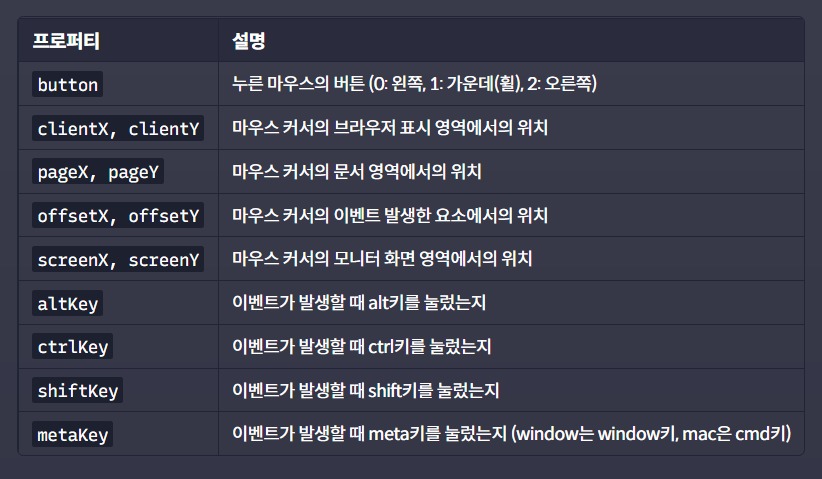 프로퍼티 설명
button 누른 마우스의 버튼 (0: 왼쪽, 1: 가운데(휠), 2: 오른쪽)
clientX, clientY 마우스 커서의 브라우저 표시 영역에서의 위치
pageX, pageY 마우스 커서의 문서 영역에서의 위치
offsetX, offsetY 마우스 커서의 이벤트 발생한 요소에서의 위치
screenX, screenY 마우스 커서의 모니터 화면 영역에서의 위치
altKey 이벤트가 발생할 때 alt키를 눌렀는지
ctrlKey 이벤트가 발생할 때 ctrl키를 눌렀는지
shiftKey 이벤트가 발생할 때 shift키를 눌렀는지
metaKey 이벤트가 발생할 때 meta키를 눌렀는지 (window는 window키, mac은 cmd키)